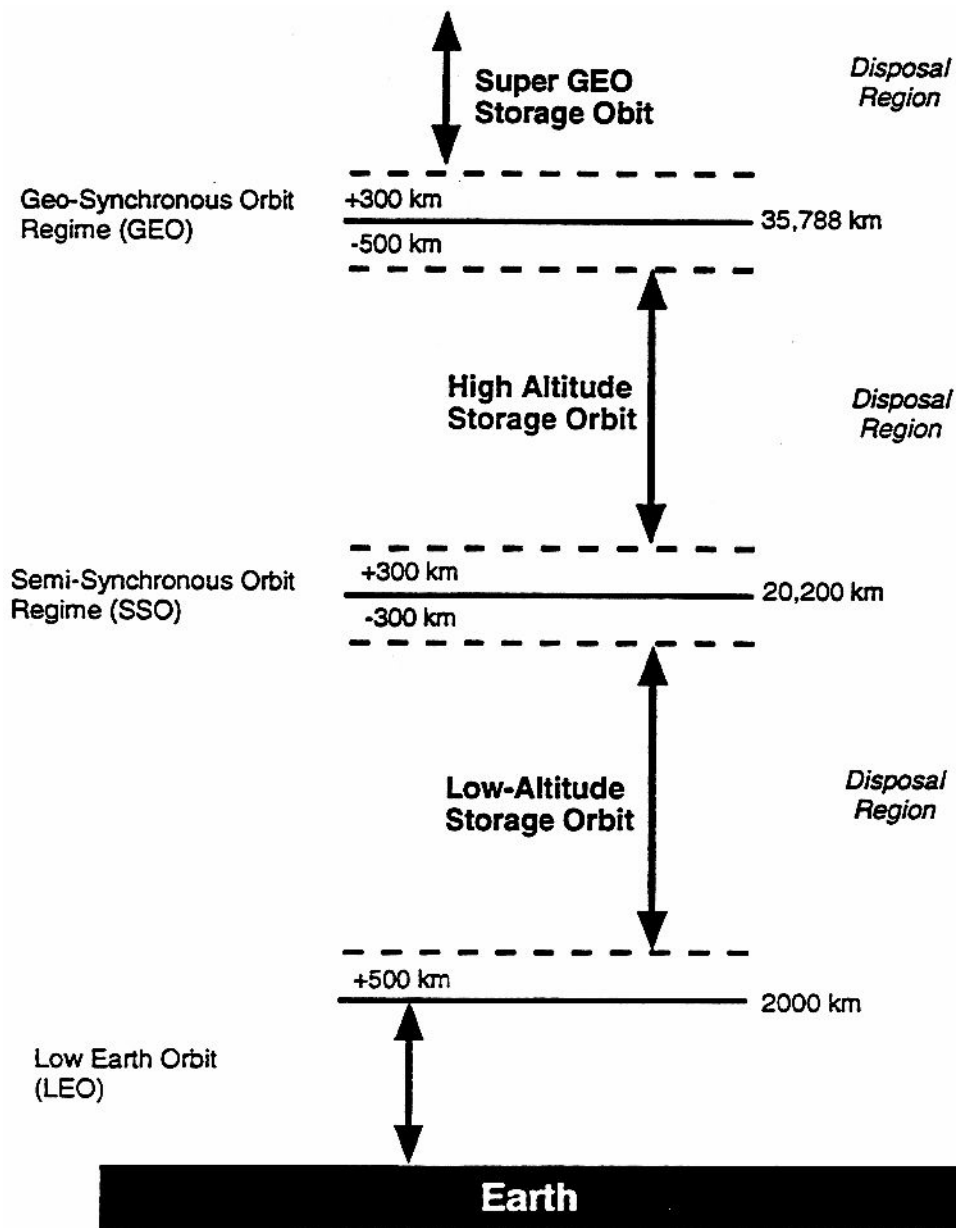 Super GEO
Storage Obit
Disposal
Region
Geo-Synchronous Orbit
Regime (GEO)
+300 km
35,788 km
-500 km
High Altitude
Storage Orbit
Disposal
Region
Semi-Synchronous Orbit
Regime (SSO)
+300 km
20,200 km
-300 km
Low-Altitude
Storage Orbit
Disposal
Region
+500 km
2000 km
Low Earth Orbit
(LEO)
Earth